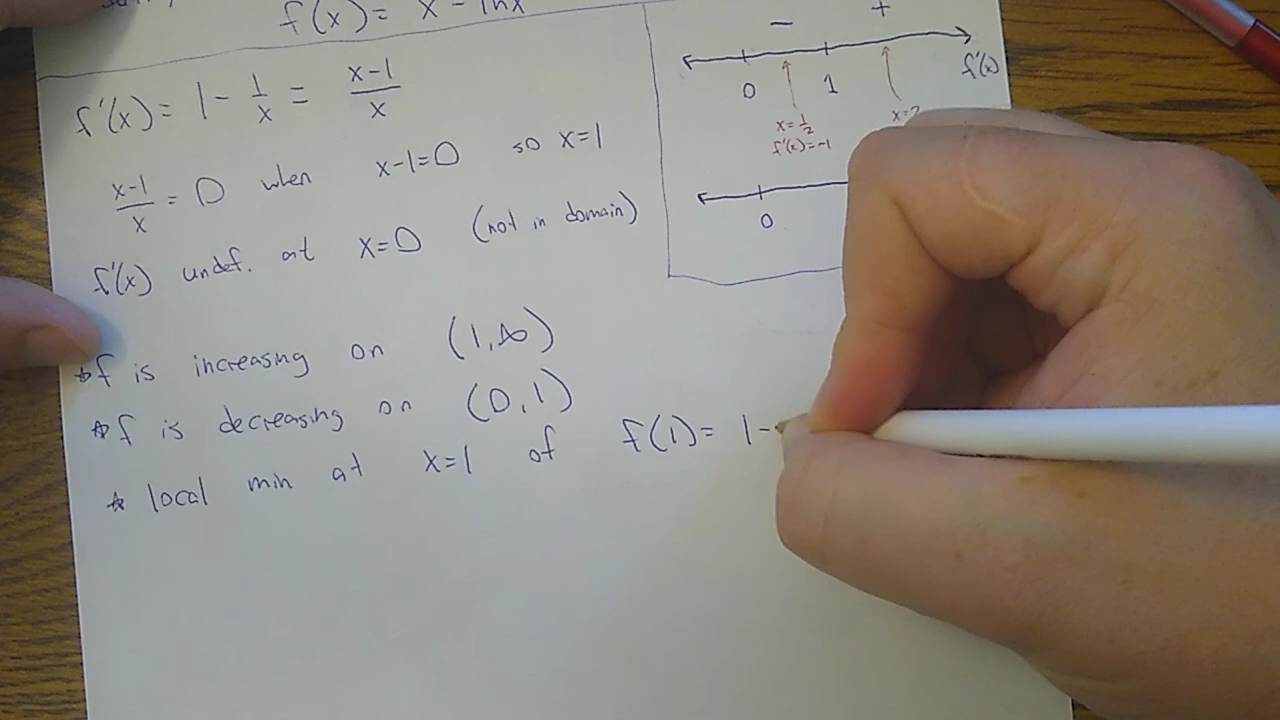 f(x) = x - lnx
f'(x) = 1 - 1/x = (x-1)/x
(x-1)/x = 0 when x-1=0 so x=1
f'(x) undef. at x=0 (not in domain)
* f is increasing on (1,∞)
* f is decreasing on (0,1)
* local min at x=1 of f(1) = 1-
- +
0 1 f'(x)
x=1/2
f'(x)=-1
0